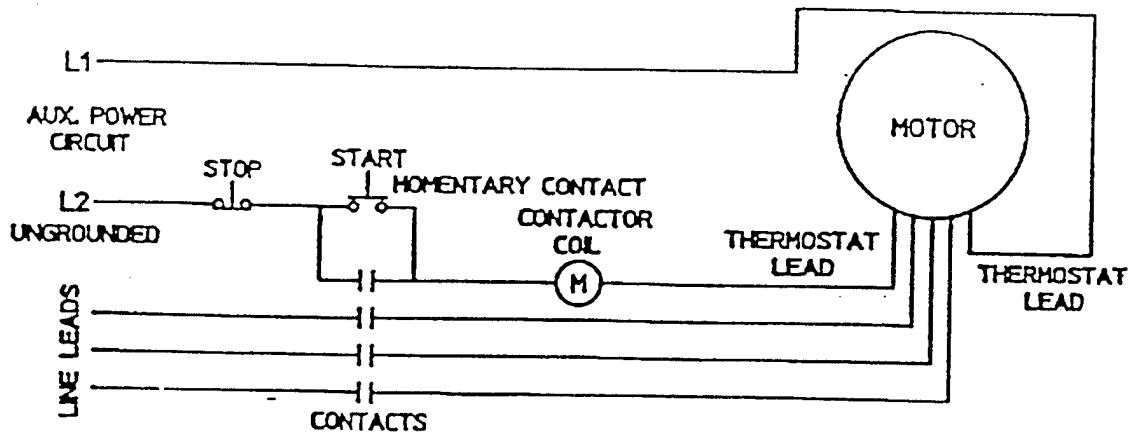 L1
AUX. POWER
CIRCUIT
STOP
START
HOMENTARY CONTACT
L2
UNGROUNDED
CONTACTOR
COIL
M
MOTOR
THERMOSTAT
LEAD
THERMOSTAT
LEAD
LINE LEADS
CONTACTS